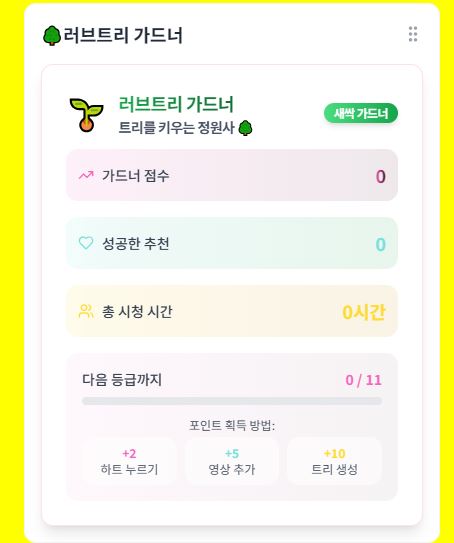 🌳러브트리 가드너
러브트리 가드너
트리를 키우는 정원사 🌳
새싹 가드너
가드너 점수
0
성공한 추천
0
총 시청 시간
0시간
다음 등급까지
0 / 11
포인트 획득 방법:
+2
하트 누르기
+5
영상 추가
+10
트리 생성